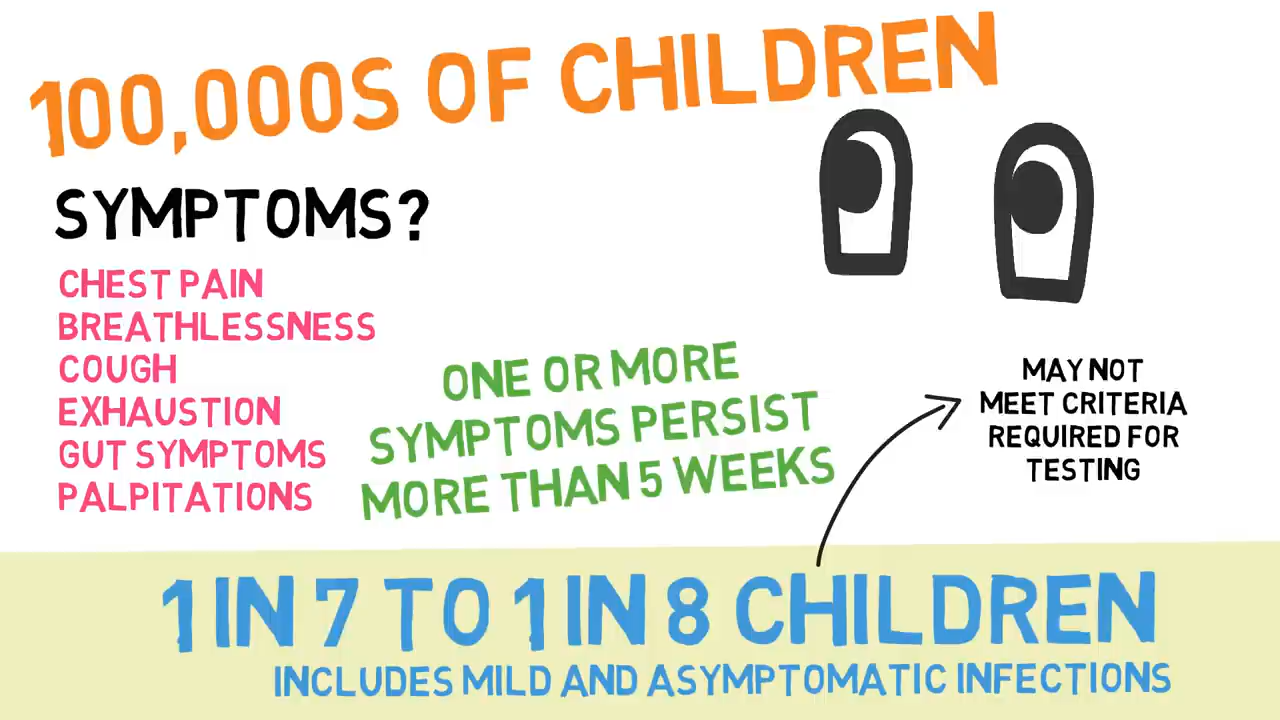 100,000S OF CHILDREN
SYMPTOMS?
CHEST PAIN
BREATHLESSNESS
COUGH
EXHAUSTION
GUT SYMPTOMS
PALPITATIONS
ONE OR MORE
SYMPTOMS PERSIST
MORE THAN 5 WEEKS
MAY NOT
MEET CRITERIA
REQUIRED FOR
TESTING
1 IN 7 TO 1 IN 8 CHILDREN
INCLUDES MILD AND ASYMPTOMATIC INFECTIONS